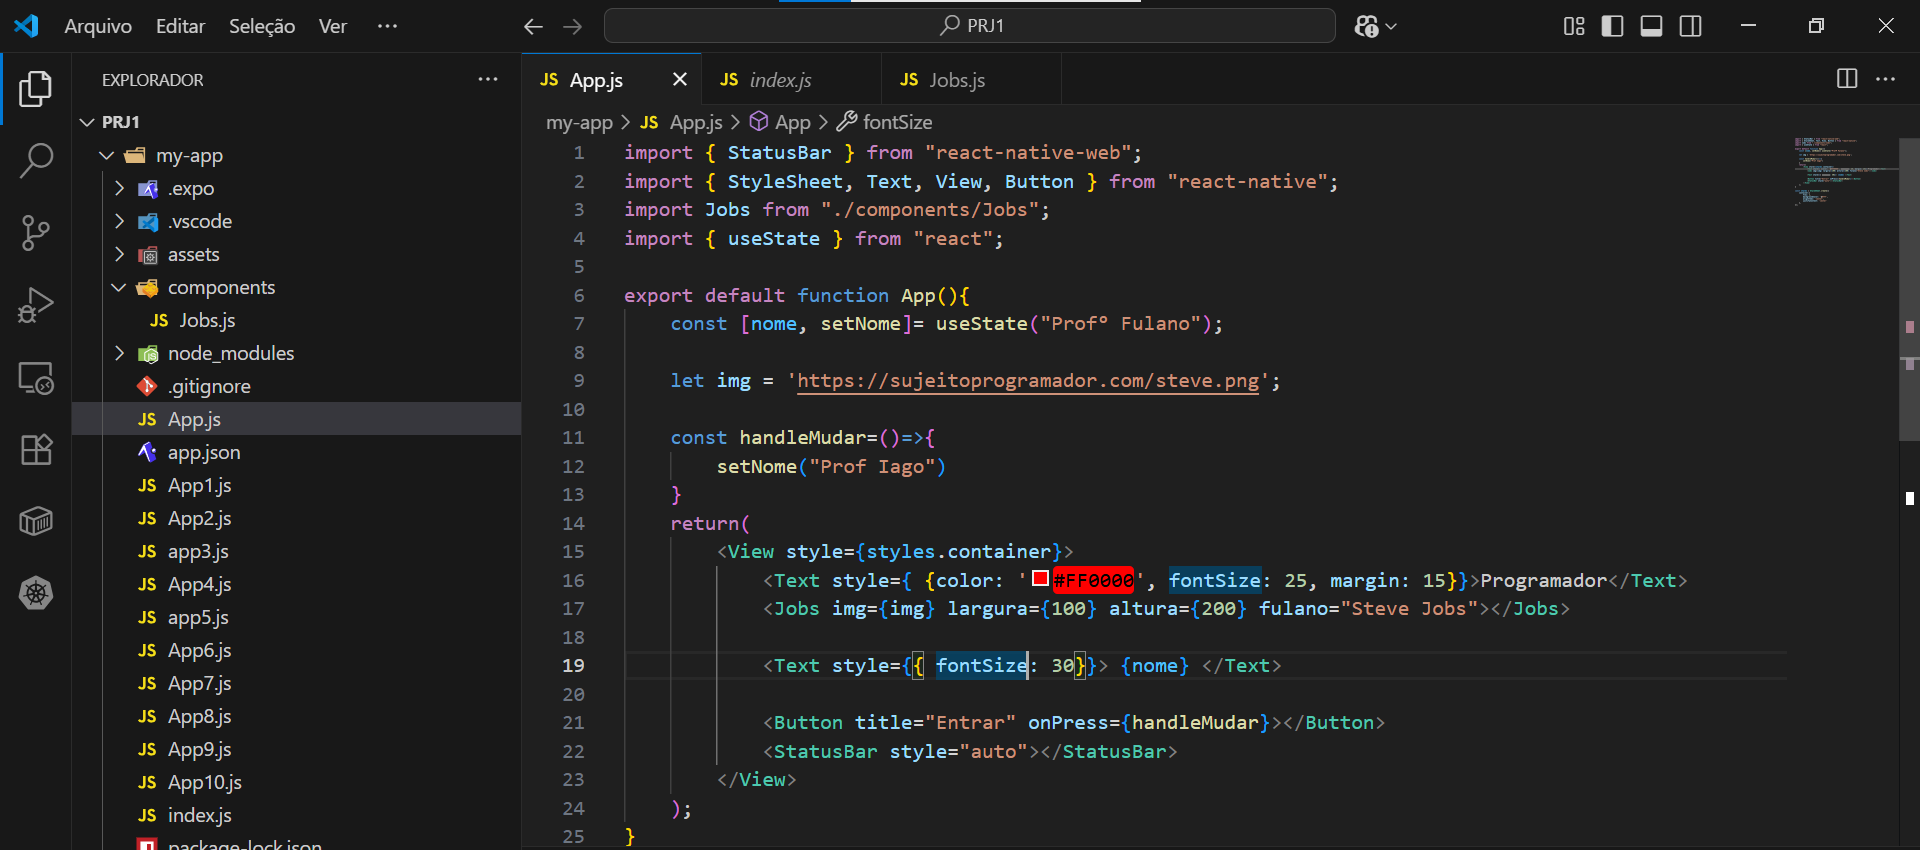 Arquivo Editar Seleção Ver ··· PRJ1
EXPLORADOR ···
PRJ1
my-app
.expo
.vscode
assets
components
JS Jobs.js
node_modules
.gitignore
JS App.js
app.json
JS App1.js
JS App2.js
JS app3.js
JS App4.js
JS app5.js
JS App6.js
JS App7.js
JS App8.js
JS App9.js
JS App10.js
JS index.js
package-lock.json
JS App.js JS index.js JS Jobs.js ···
my-app > JS App.js > App > fontSize
1 import { StatusBar } from "react-native-web";
2 import { StyleSheet, Text, View, Button } from "react-native";
3 import Jobs from "./components/Jobs";
4 import { useState } from "react";
5
6 export default function App(){
7 const [nome, setNome]= useState("Prof° Fulano");
8
9 let img = 'https://sujeitoprogramador.com/steve.png';
10
11 const handleMudar=()=>{
12 setNome("Prof Iago")
13 }
14 return(
15 <View style={styles.container}>
16 <Text style={ {color: '#FF0000', fontSize: 25, margin: 15}}>Programador</Text>
17 <Jobs img={img} largura={100} altura={200} fulano="Steve Jobs"></Jobs>
18
19 <Text style={{ fontSize: 30}}> {nome} </Text>
20
21 <Button title="Entrar" onPress={handleMudar}></Button>
22 <StatusBar style="auto"></StatusBar>
23 </View>
24 );
25 }